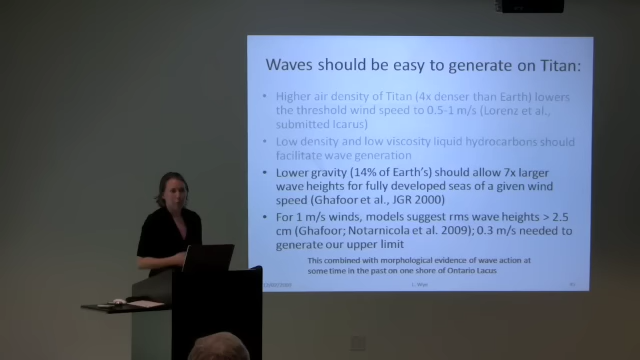 Waves should be easy to generate on Titan:
• Higher air density of Titan (4x denser than Earth) lowers
the threshold wind speed to 0.5-1 m/s (Lorenz et al.,
submitted Icarus)
• Low density and low viscosity liquid hydrocarbons should
facilitate wave generation
• Lower gravity (14% of Earth's) should allow 7x larger
wave heights for fully developed seas of a given wind
speed (Ghafoor et al., JGR 2000)
• For 1 m/s winds, models suggest rms wave heights > 2.5
cm (Ghafoor; Notarnicola et al. 2009); 0.3 m/s needed to
generate our upper limit
This combined with morphological evidence of wave action at
some time in the past on one shore of Ontario Lacus